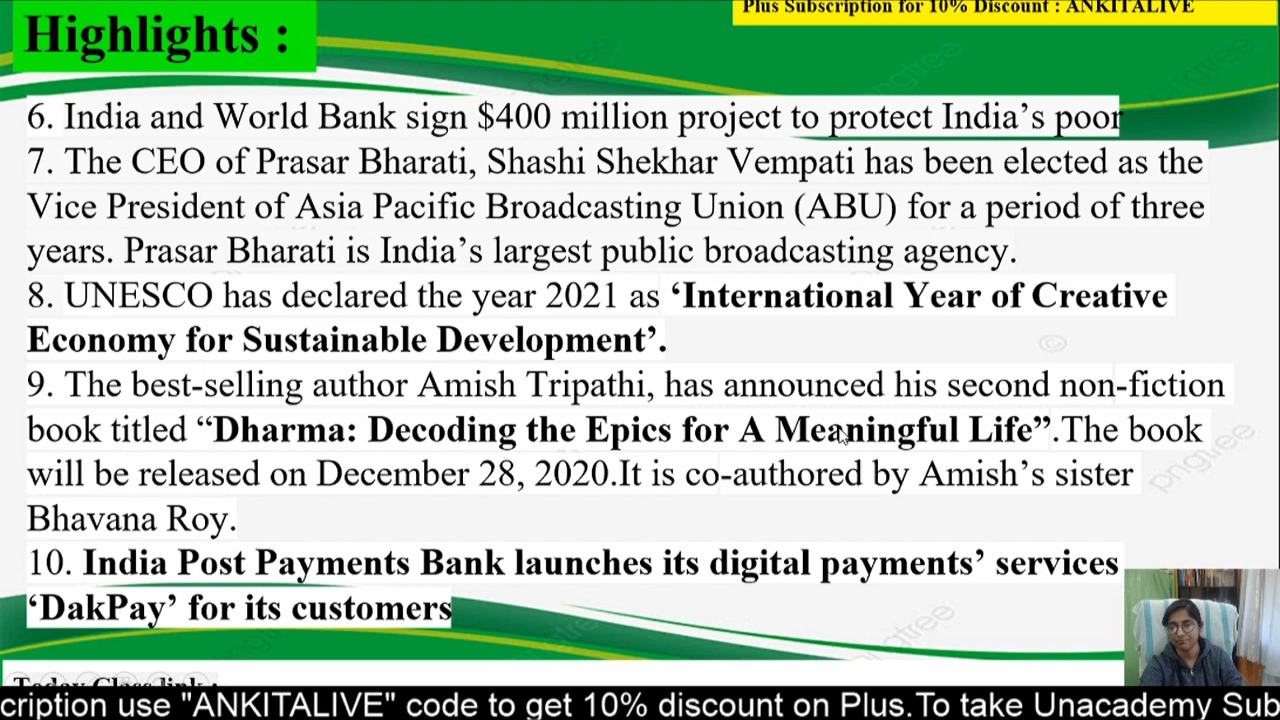 Plus Subscription for 10% Discount : ANKITALIVE
Highlights :
6. India and World Bank sign $400 million project to protect India’s poor
7. The CEO of Prasar Bharati, Shashi Shekhar Vempati has been elected as the
Vice President of Asia Pacific Broadcasting Union (ABU) for a period of three
years. Prasar Bharati is India’s largest public broadcasting agency.
8. UNESCO has declared the year 2021 as ‘International Year of Creative
Economy for Sustainable Development’.
9. The best-selling author Amish Tripathi, has announced his second non-fiction
book titled “Dharma: Decoding the Epics for A Meaningful Life”.The book
will be released on December 28, 2020.It is co-authored by Amish’s sister
Bhavana Roy.
10. India Post Payments Bank launches its digital payments’ services
‘DakPay’ for its customers
Today Class link :
cription use "ANKITALIVE" code to get 10% discount on Plus.To take Unacademy Sub
pngtree